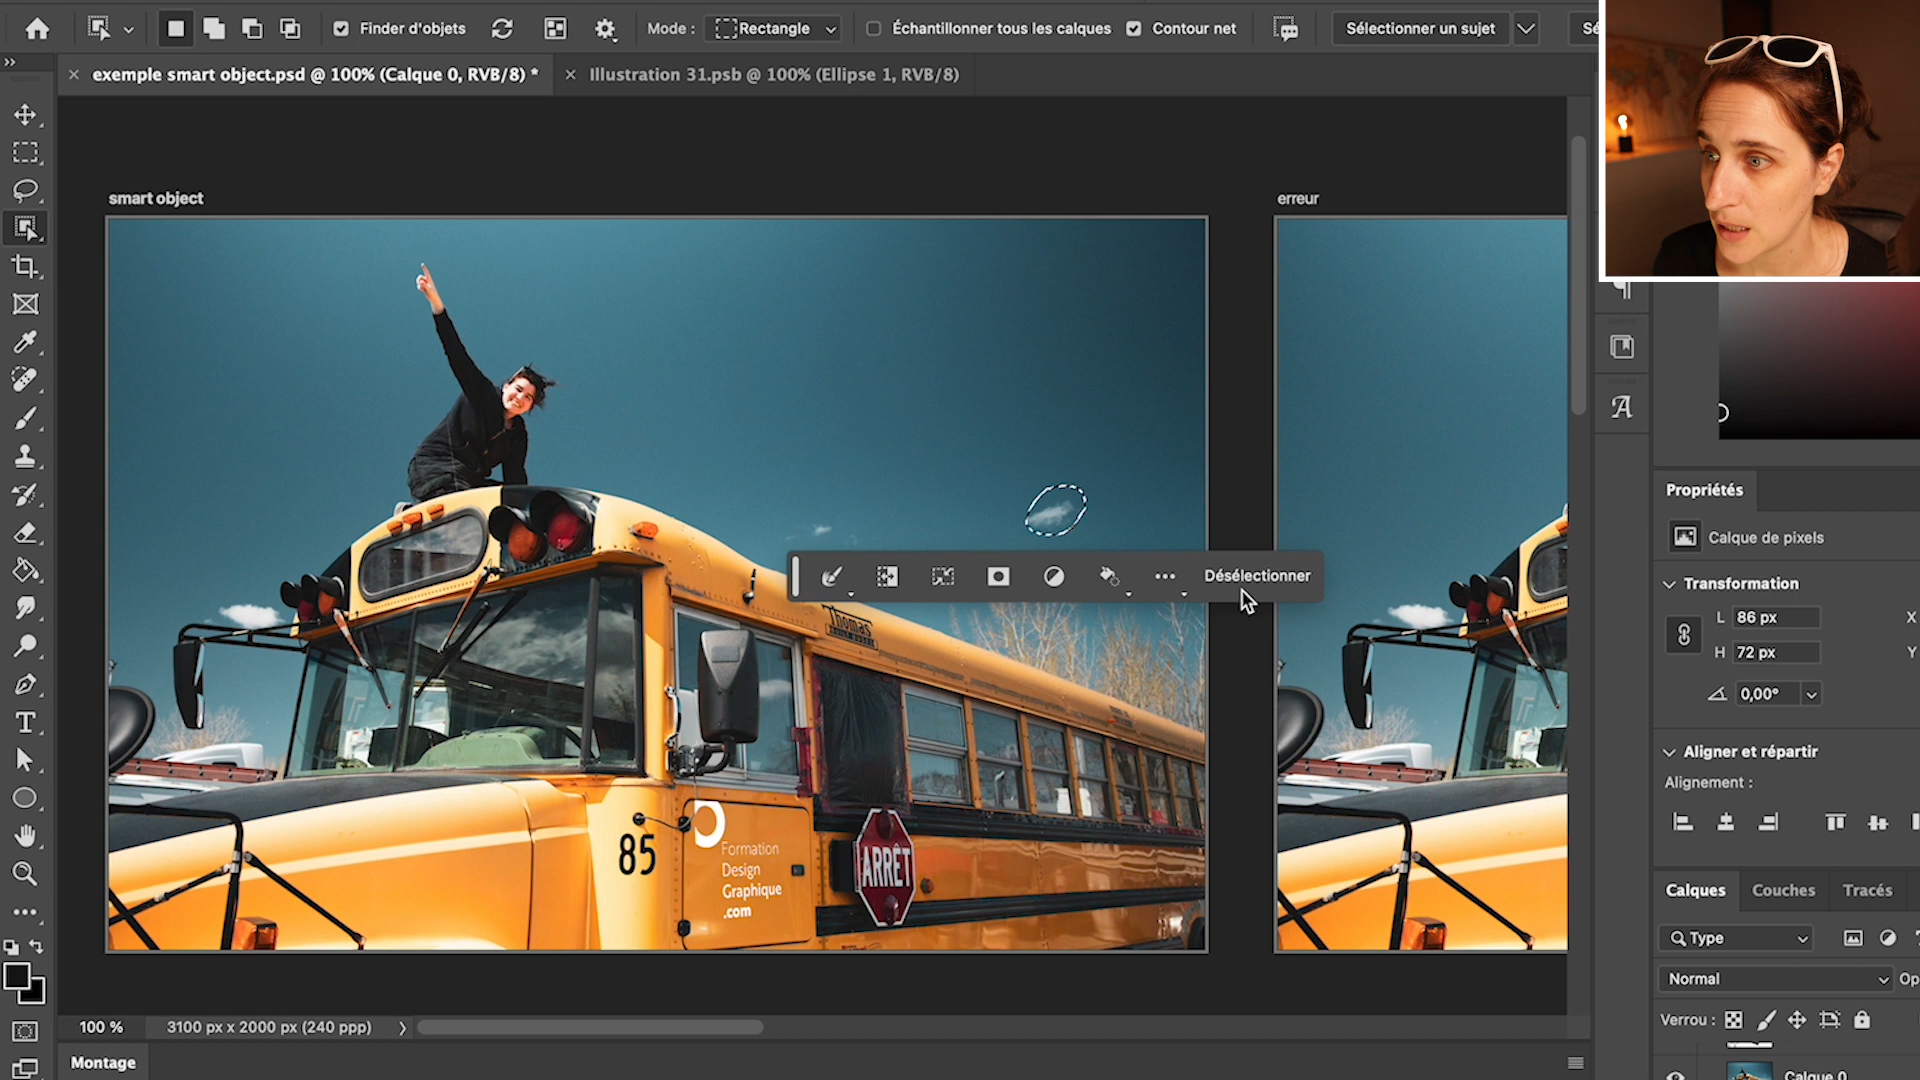 Finder d'objets
Mode :
Rectangle
Échantillonner tous les calques
Contour net
Sélectionner un sujet
exemple smart object.psd @ 100% (Calque 0, RVB/8) *
Illustration 31.psb @ 100% (Ellipse 1, RVB/8)
smart object
erreur
Désélectionner
Thomas
85
Formation
Design
Graphique
.com
ARRÊT
Propriétés
Calque de pixels
Transformation
L 86 px X
H 72 px Y
0,00°
Aligner et répartir
Alignement :
Calques
Couches
Tracés
Type
Normal
Op
Verrou :
Calque 0
100 %
3100 px x 2000 px (240 ppp)
Montage